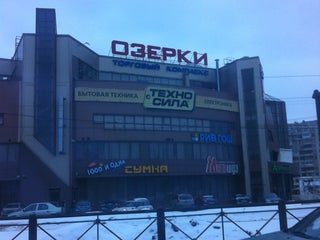 ОЗЕРКИ
ТОРГОВЫЙ КОМПЛЕКС
БЫТОВАЯ ТЕХНИКА
ТЕХНО
СИЛА
ЭЛЕКТРОНИКА
1000 И ОДНА
СУМКА